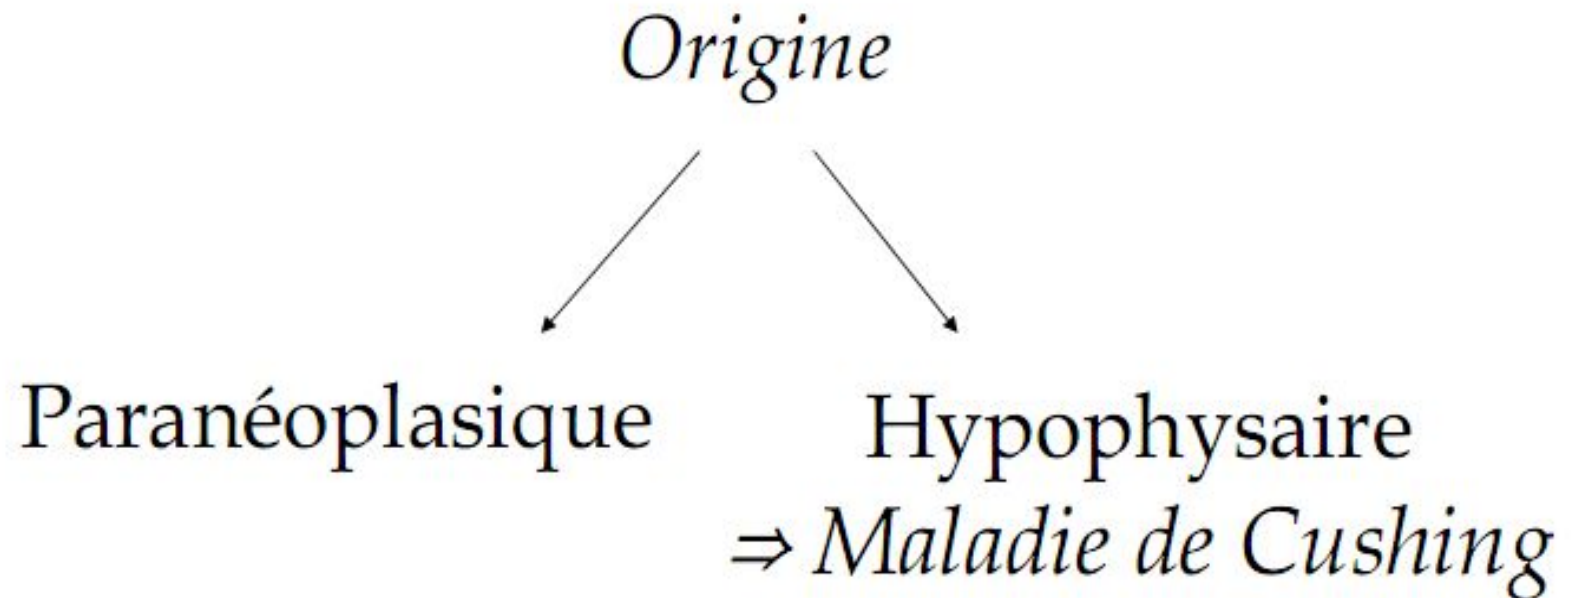 Origine
Paranéoplasique
Hypophysaire
⇒ Maladie de Cushing